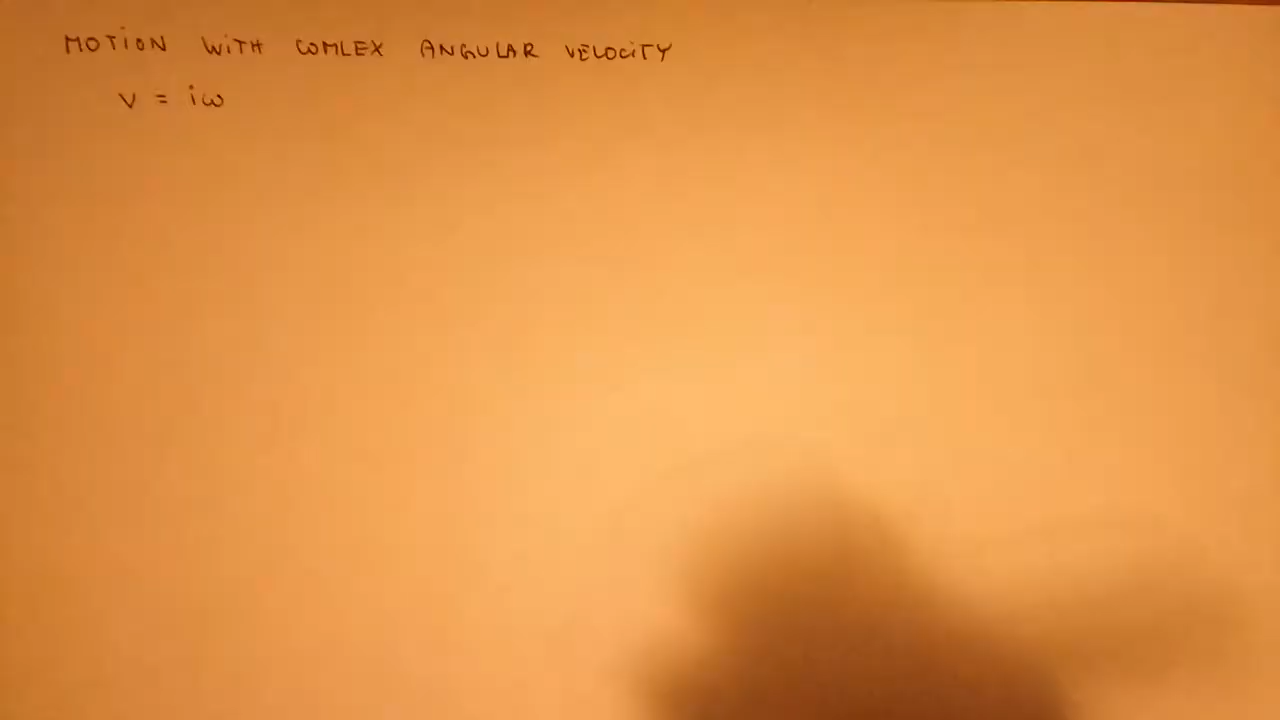 MOTION WITH COMLEX ANGULAR VELOCITY
v = iω